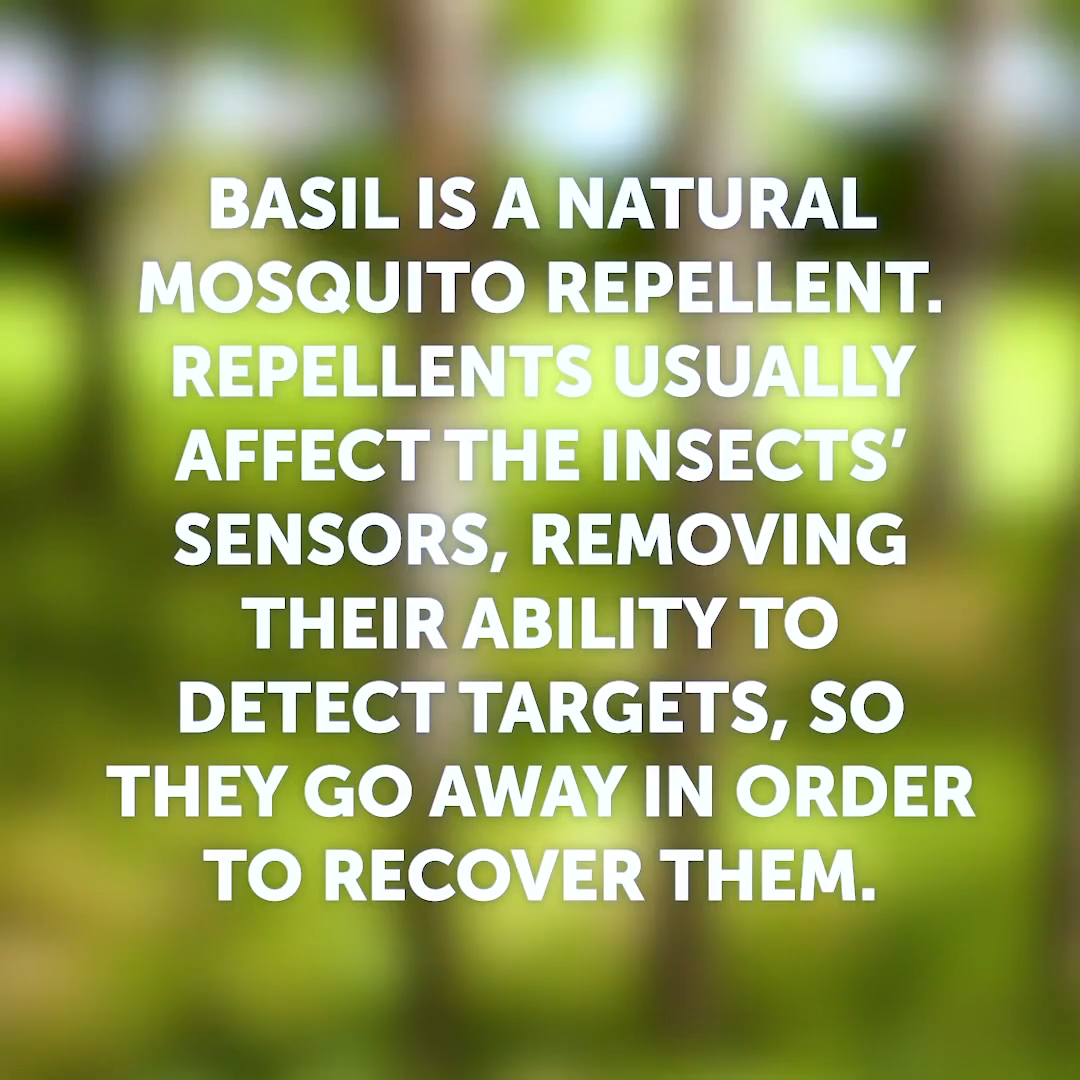 BASIL IS A NATURAL
MOSQUITO REPELLENT.
REPELLENTS USUALLY
AFFECT THE INSECTS’
SENSORS, REMOVING
THEIR ABILITY TO
DETECT TARGETS, SO
THEY GO AWAY IN ORDER
TO RECOVER THEM.